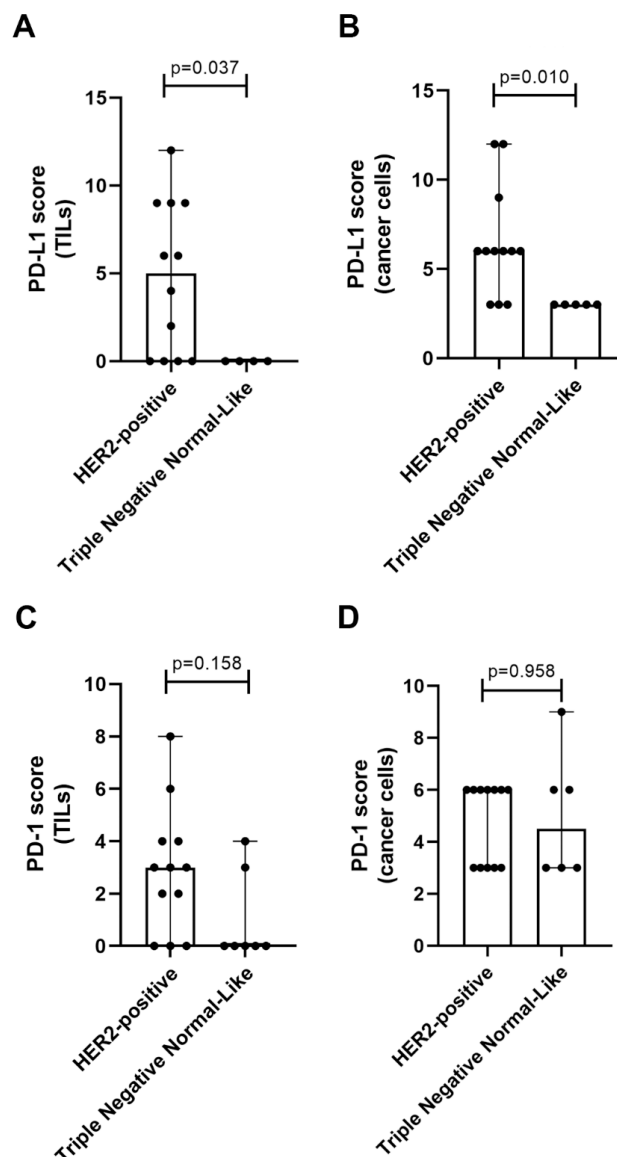 A
p=0.037
PD-L1 score
(TILs)
15
10
5
0
HER2-positive
Triple Negative Normal-Like
B
p=0.010
PD-L1 score
(cancer cells)
15
10
5
0
HER2-positive
Triple Negative Normal-Like
C
p=0.158
PD-1 score
(TILs)
10
8
6
4
2
0
HER2-positive
Triple Negative Normal-Like
D
p=0.958
PD-1 score
(cancer cells)
10
8
6
4
2
0
HER2-positive
Triple Negative Normal-Like